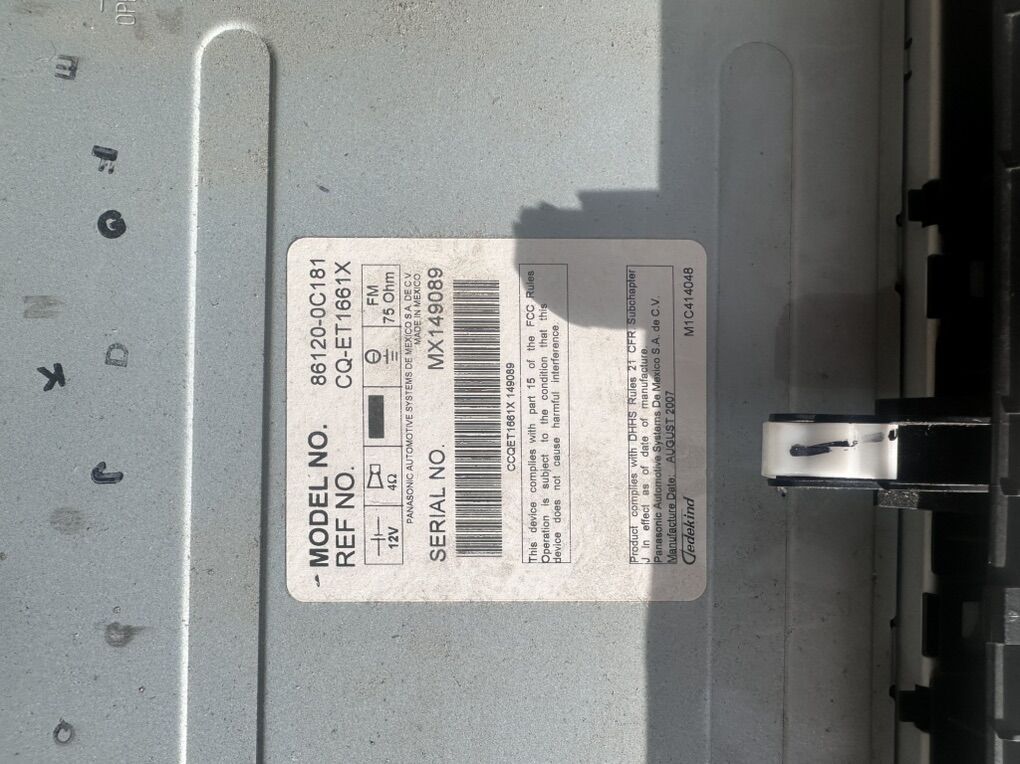 MODEL NO. 86120-0C181
REF NO. CQ-ET1661X
12V 4Ω FM 75 Ohm
PANASONIC AUTOMOTIVE SYSTEMS DE MEXICO S.A. DE C.V.
MADE IN MEXICO
SERIAL NO. MX149089
CCQET1661X 149089
This device complies with part 15 of the FCC Rules
Operation is subject to the condition that this
device does not cause harmful interference.
Product complies with DHHS Rules 21 CFR Subchapter
J In effect as of date of manufacture.
Panasonic Automotive Systems De Mexico S.A. de C.V.
Manufacture Date: AUGUST 2007
M1C414048